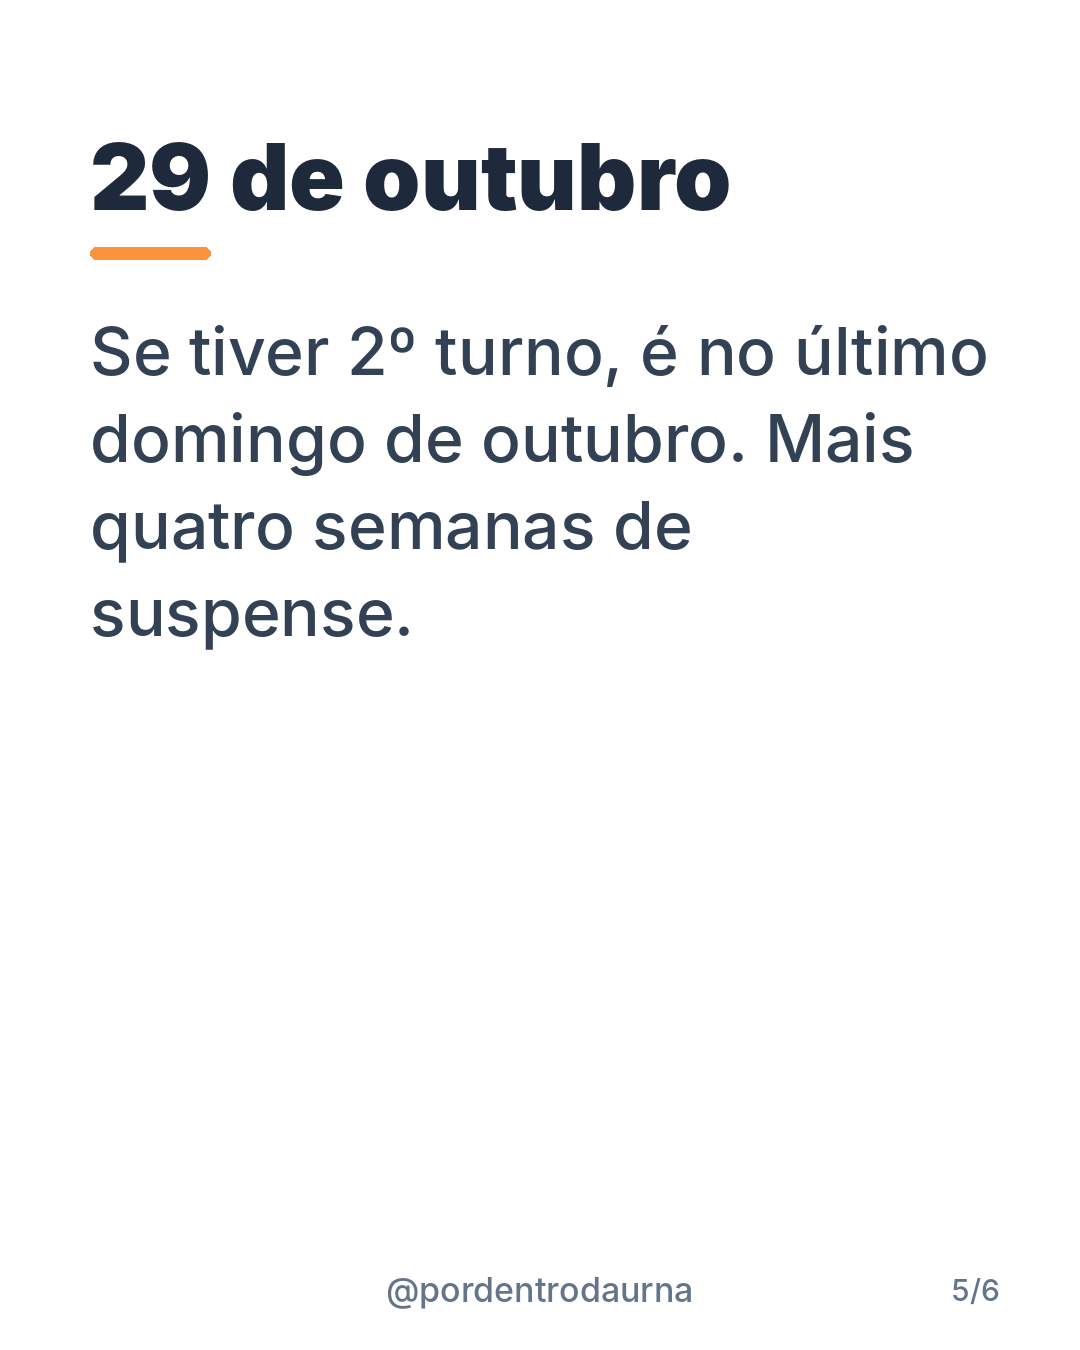 29 de outubro
Se tiver 2º turno, é no último
domingo de outubro. Mais
quatro semanas de
suspense.
@pordentrodaurna
5/6